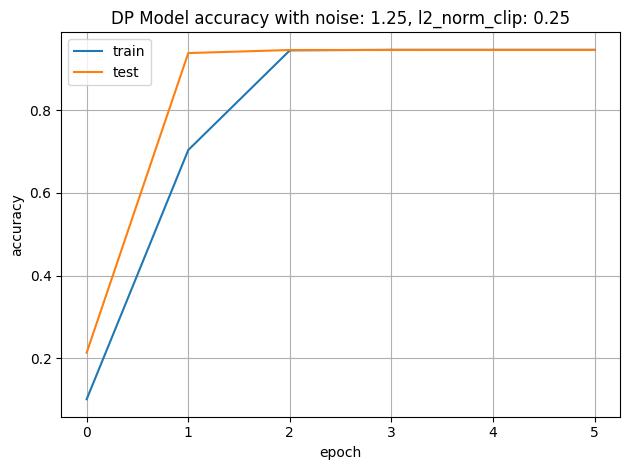 DP Model accuracy with noise: 1.25, l2_norm_clip: 0.25
train
test
accuracy
0.8
0.6
0.4
0.2
0 1 2 3 4 5
epoch